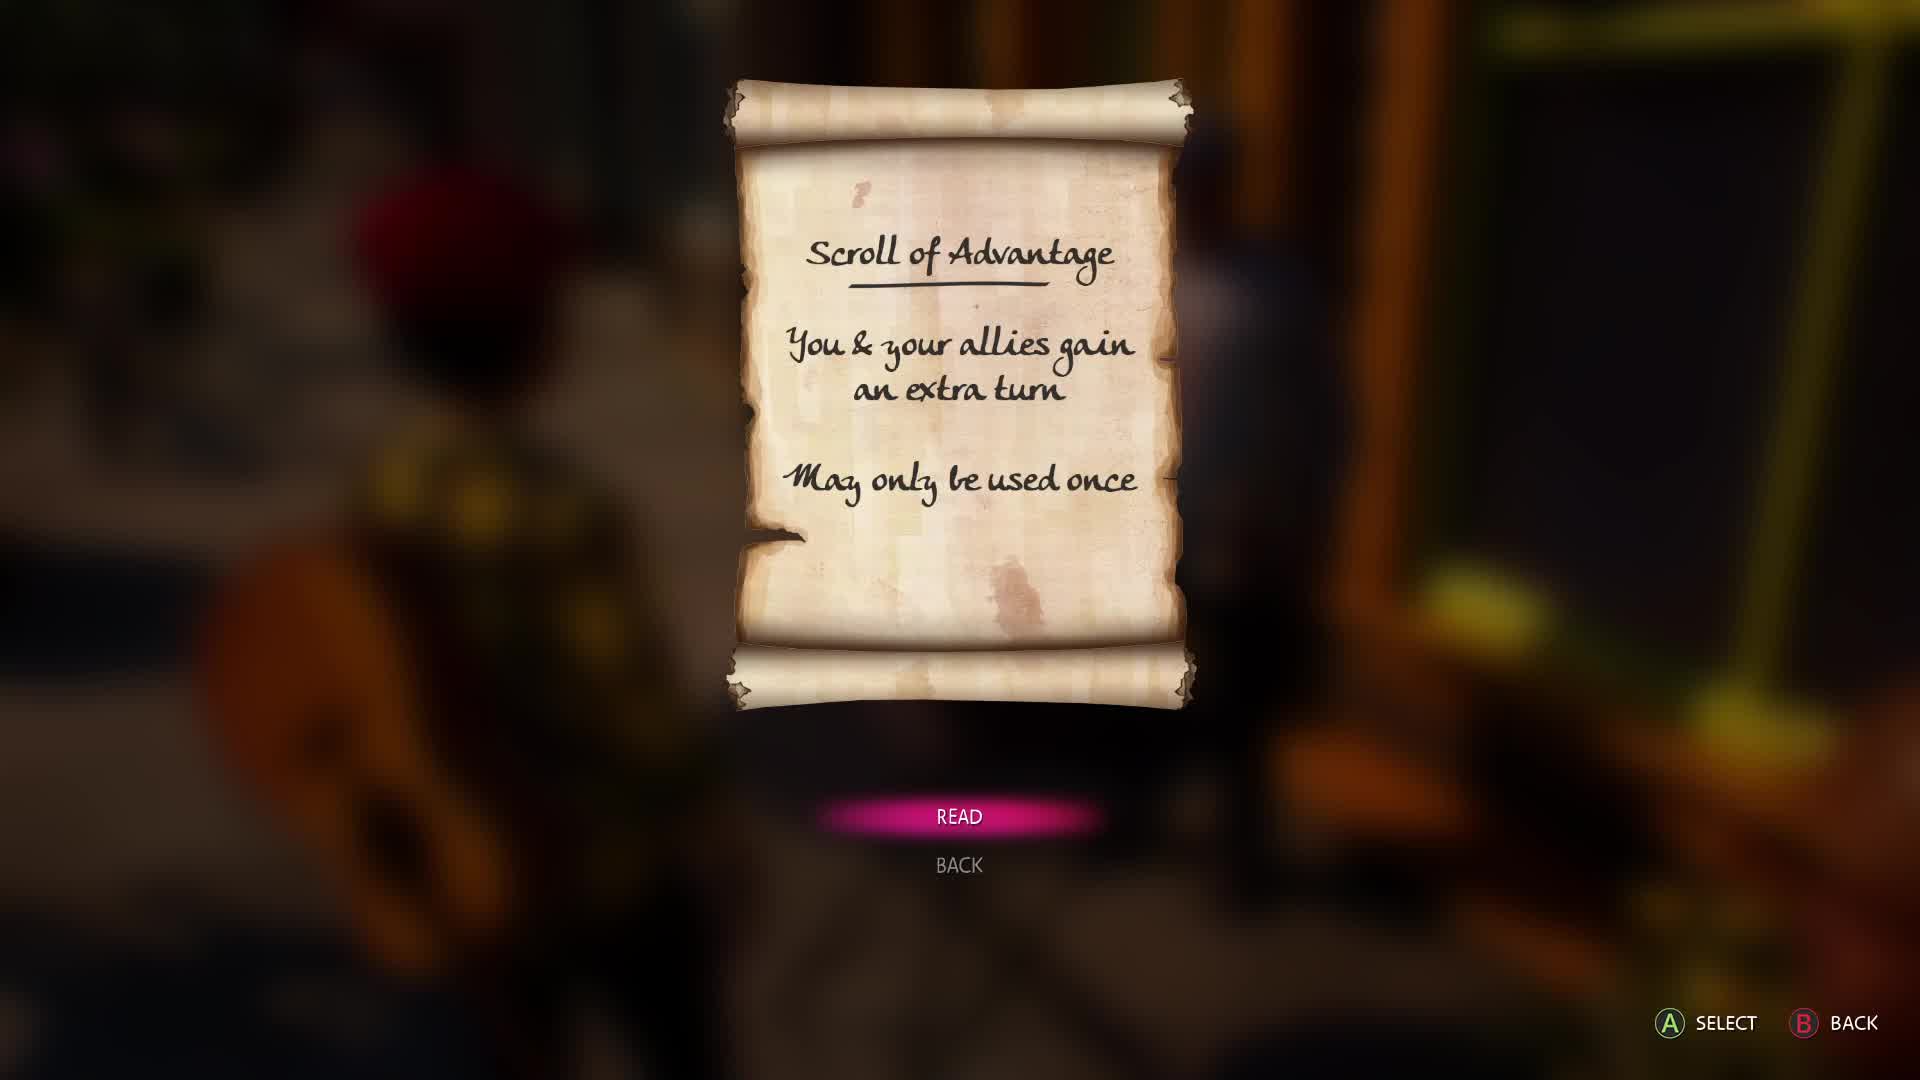 Scroll of Advantage
You & your allies gain
an extra turn
May only be used once
READ
BACK
A SELECT B BACK